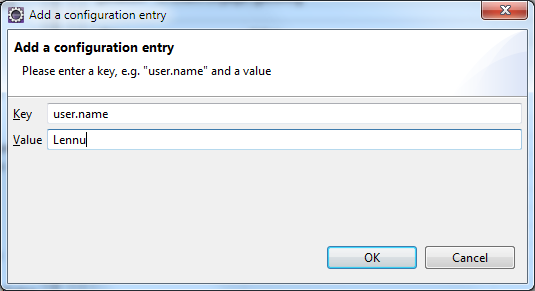 Add a configuration entry
Add a configuration entry
Please enter a key, e.g. "user.name" and a value
Key user.name
Value Lennu
OK Cancel